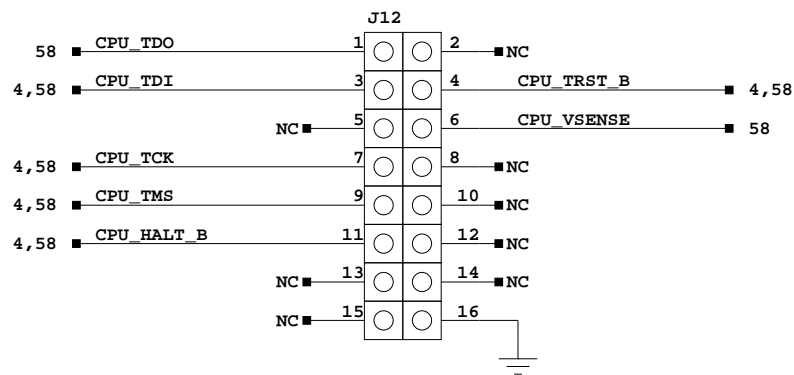 J12
58 CPU_TDO 1 2 NC
4,58 CPU_TDI 3 4 CPU_TRST_B 4,58
NC 5 6 CPU_VSENSE 58
4,58 CPU_TCK 7 8 NC
4,58 CPU_TMS 9 10 NC
4,58 CPU_HALT_B 11 12 NC
NC 13 14 NC
NC 15 16